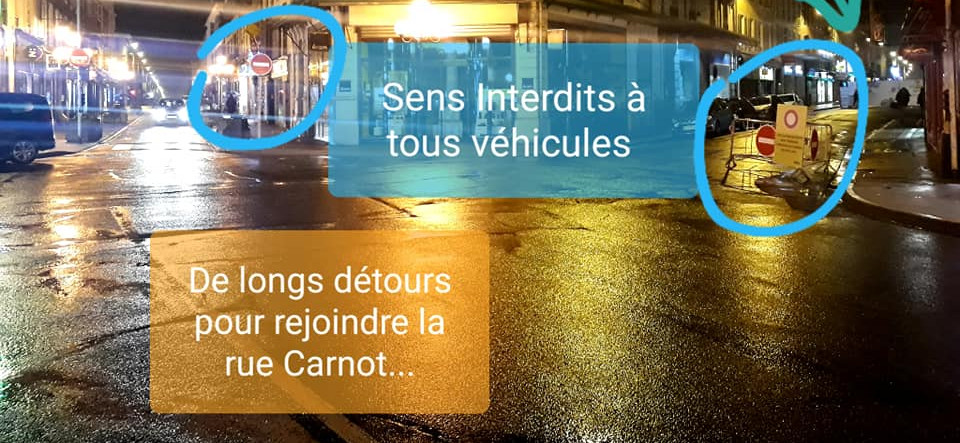 Sens Interdits à
tous véhicules
De longs détours
pour rejoindre la
rue Carnot...